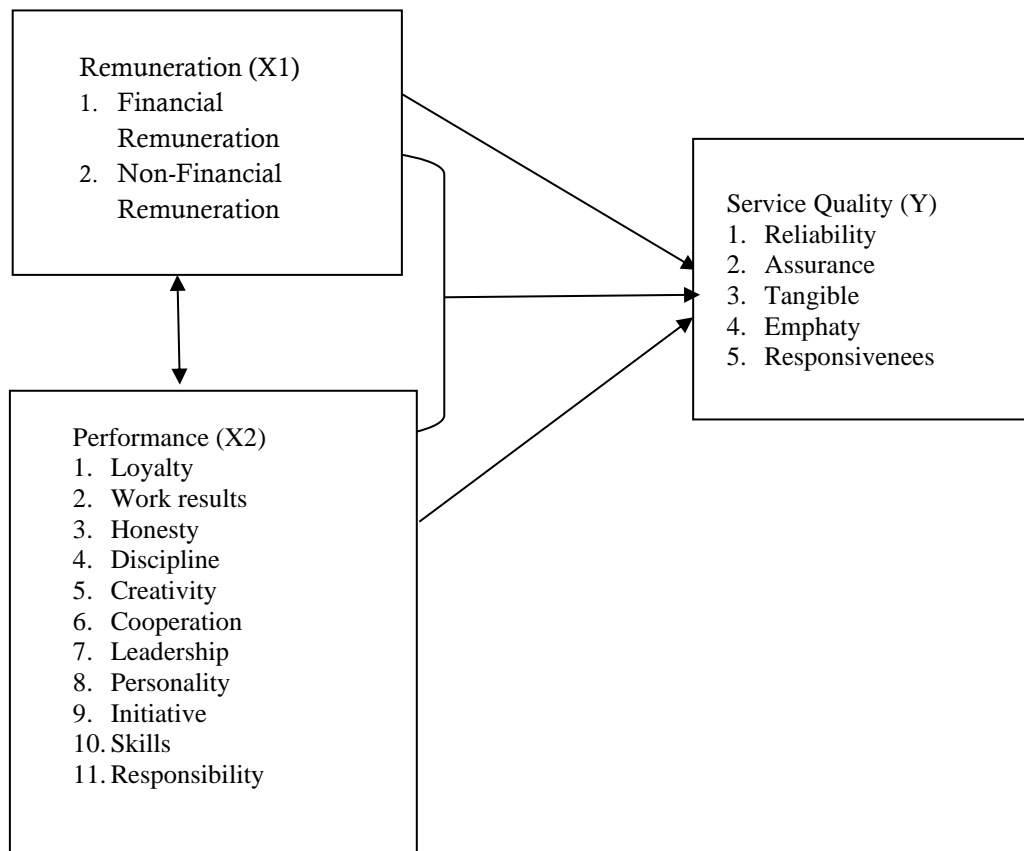 Remuneration (X1)
1. Financial
Remuneration
2. Non-Financial
Remuneration
Service Quality (Y)
1. Reliability
2. Assurance
3. Tangible
4. Emphaty
5. Responsivenees
Performance (X2)
1. Loyalty
2. Work results
3. Honesty
4. Discipline
5. Creativity
6. Cooperation
7. Leadership
8. Personality
9. Initiative
10. Skills
11. Responsibility